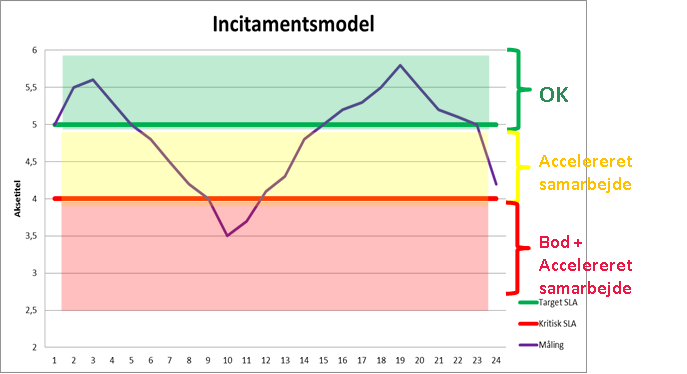 Incitamentsmodel
6
5,5
5
4,5
4
3,5
3
2,5
2
Aksetitel
1 2 3 4 5 6 7 8 9 10 11 12 13 14 15 16 17 18 19 20 21 22 23 24
OK
Accelereret
samarbejde
Bod +
Accelereret
samarbejde
Target SLA
Kritisk SLA
Måling